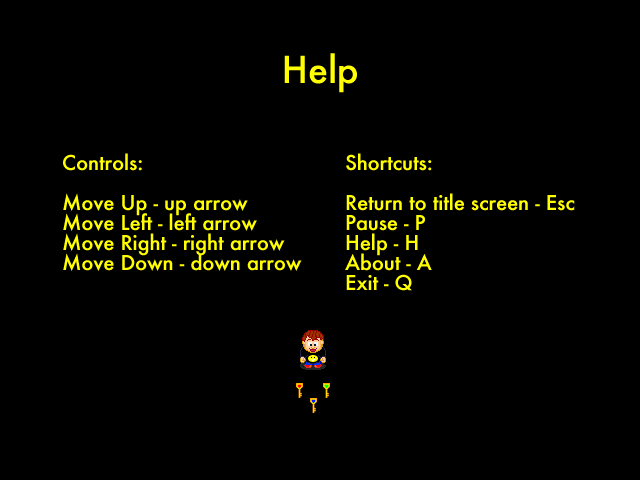 Help
Controls:
Move Up - up arrow
Move Left - left arrow
Move Right - right arrow
Move Down - down arrow
Shortcuts:
Return to title screen - Esc
Pause - P
Help - H
About - A
Exit - Q